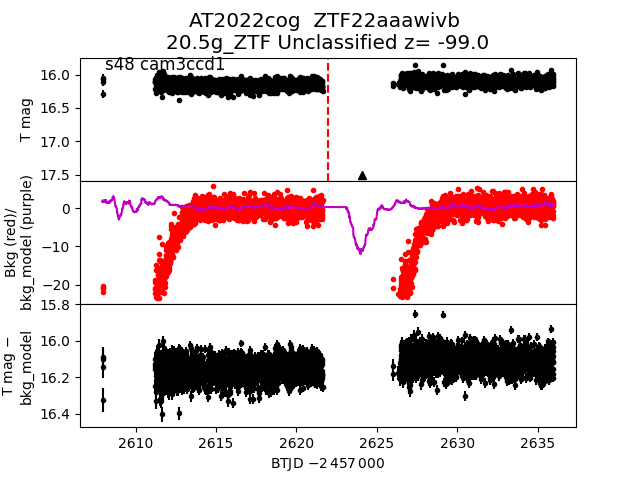 AT2022cog  ZTF22aaawivb
20.5g_ZTF Unclassified z= -99.0
s48 cam3ccd1
T mag
16.0
16.5
17.0
17.5
Bkg (red)/
bkg_model (purple)
0
−10
−20
T mag −
bkg_model
15.8
16.0
16.2
16.4
2610 2615 2620 2625 2630 2635
BTJD −2 457 000